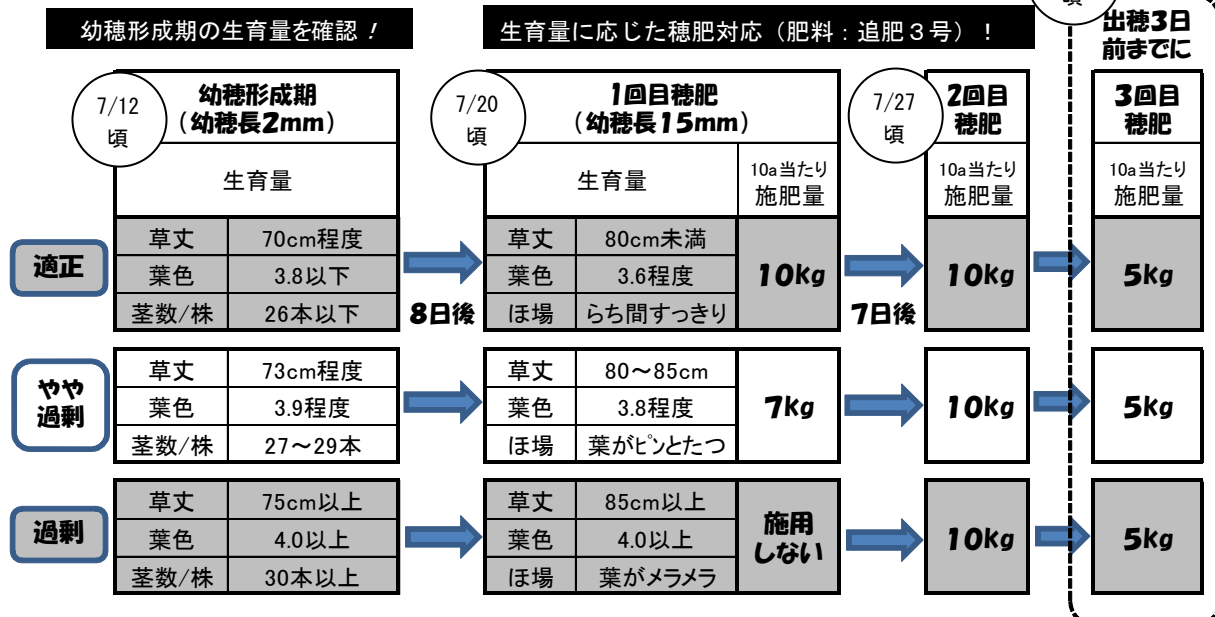 幼穂形成期の生育量を確認！
生育量に応じた穂肥対応（肥料：追肥３号）！
頃
出穂3日
前までに
7/12
頃
幼穂形成期
（幼穂長2mm）
7/20
頃
1回目穂肥
（幼穂長15mm）
7/27
頃
2回目
穂肥
3回目
穂肥
生育量
生育量
10a当たり
施肥量
10a当たり
施肥量
10a当たり
施肥量
適正
草丈 70cm程度
葉色 3.8以下
茎数/株 26本以下
8日後
草丈 80cm未満
葉色 3.6程度
ほ場 らち間すっきり
10kg
7日後
10kg
5kg
やや
過剰
草丈 73cm程度
葉色 3.9程度
茎数/株 27～29本
草丈 80～85cm
葉色 3.8程度
ほ場 葉がピンとたつ
7kg
10kg
5kg
過剰
草丈 75cm以上
葉色 4.0以上
茎数/株 30本以上
草丈 85cm以上
葉色 4.0以上
ほ場 葉がメラメラ
施用
しない
10kg
5kg